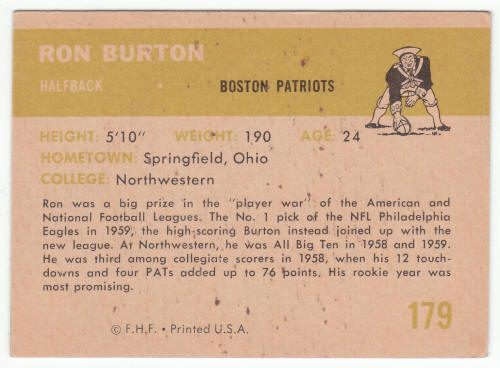 RON BURTON
HALFBACK
BOSTON PATRIOTS
HEIGHT: 5'10" WEIGHT: 190 AGE: 24
HOMETOWN: Springfield, Ohio
COLLEGE: Northwestern
Ron was a big prize in the "player war" of the American and
National Football Leagues. The No. 1 pick of the NFL Philadelphia
Eagles in 1959, the high-scoring Burton instead joined up with the
new league. At Northwestern, he was All Big Ten in 1958 and 1959.
He was third among collegiate scorers in 1958, when his 12 touch-
downs and four PATs added up to 76 points. His rookie year was
most promising.
179
© F.H.F. • Printed U.S.A.